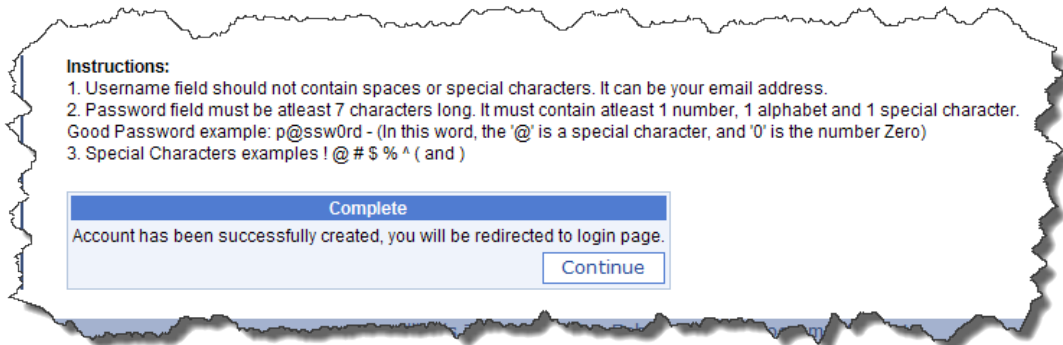 Instructions:
1. Username field should not contain spaces or special characters. It can be your email address.
2. Password field must be atleast 7 characters long. It must contain atleast 1 number, 1 alphabet and 1 special character.
Good Password example: p@ssw0rd - (In this word, the '@' is a special character, and '0' is the number Zero)
3. Special Characters examples ! @ # $ % ^ ( and )
Complete
Account has been successfully created, you will be redirected to login page.
Continue